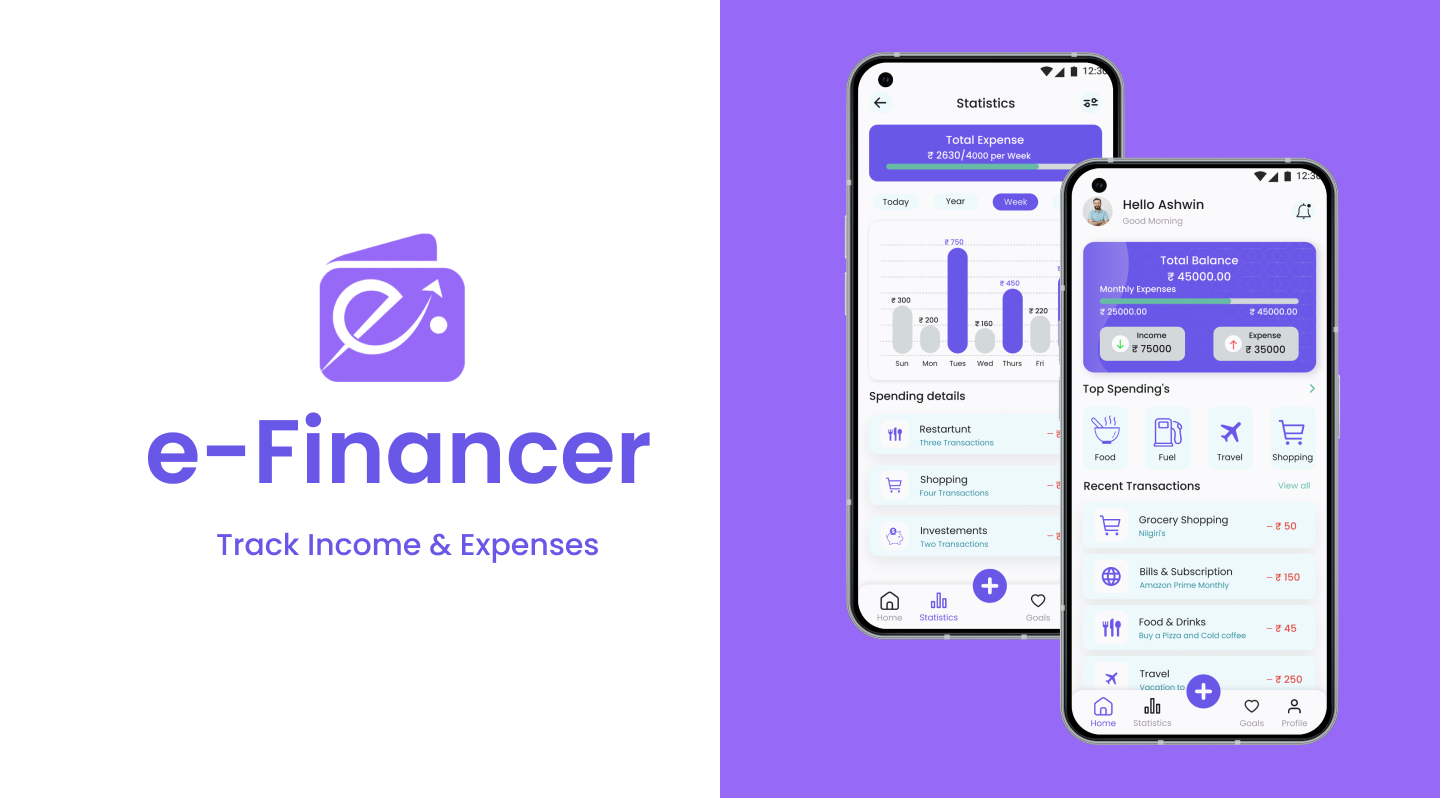 e-Financer
Track Income & Expenses
Statistics
Total Expense
₹ 2630/4000 per Week
Today Year Week
₹ 750
₹ 450
₹ 300
₹ 220
₹ 200
₹ 160
Sun Mon Tues Wed Thurs Fri
Spending details
Restartunt
Three Transactions
Shopping
Four Transactions
Investements
Two Transactions
Home Statistics Goals
Hello Ashwin
Good Morning
Total Balance
₹ 45000.00
Monthly Expenses
₹ 25000.00 ₹ 45000.00
Income Expense
₹ 75000 ₹ 35000
Top Spending's
Food Fuel Travel Shopping
Recent Transactions View all
Grocery Shopping
Nilgiri's
– ₹ 50
Bills & Subscription
Amazon Prime Monthly
– ₹ 150
Food & Drinks
Buy a Pizza and Cold coffee
– ₹ 45
Travel
Vacation to
– ₹ 250
Home Statistics Goals Profile